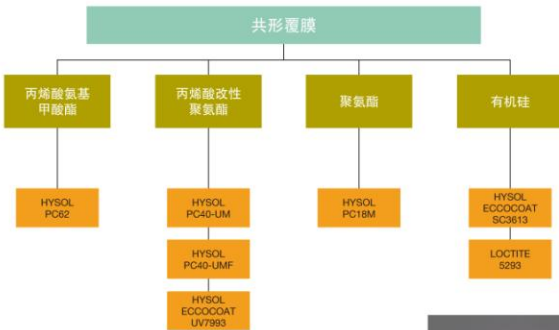 共形覆膜
丙烯酸氨基
甲酸酯
丙烯酸改性
聚氨酯
聚氨酯
有机硅
HYSOL
PC62
HYSOL
PC40-UM
HYSOL
PC18M
HYSOL
ECCOCOAT
SC3613
HYSOL
PC40-UMF
LOCTITE
5293
HYSOL
ECCOCOAT
UV7993